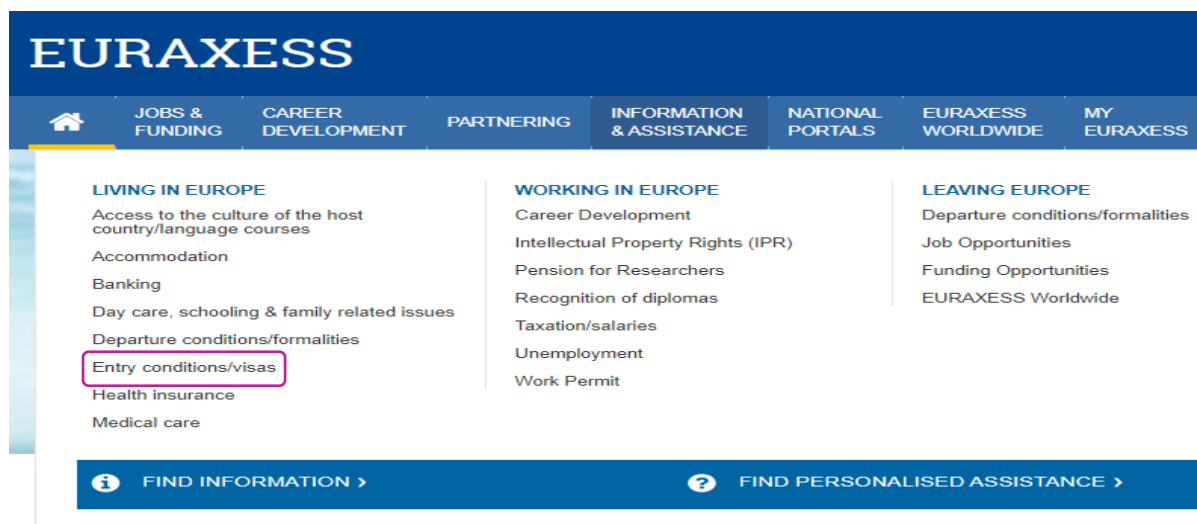 EURAXESS
JOBS &
FUNDING
CAREER
DEVELOPMENT
PARTNERING
INFORMATION
& ASSISTANCE
NATIONAL
PORTALS
EURAXESS
WORLDWIDE
MY
EURAXESS
LIVING IN EUROPE
Access to the culture of the host
country/language courses
Accommodation
Banking
Day care, schooling & family related issues
Departure conditions/formalities
Entry conditions/visas
Health insurance
Medical care
WORKING IN EUROPE
Career Development
Intellectual Property Rights (IPR)
Pension for Researchers
Recognition of diplomas
Taxation/salaries
Unemployment
Work Permit
LEAVING EUROPE
Departure conditions/formalities
Job Opportunities
Funding Opportunities
EURAXESS Worldwide
FIND INFORMATION >
FIND PERSONALISED ASSISTANCE >